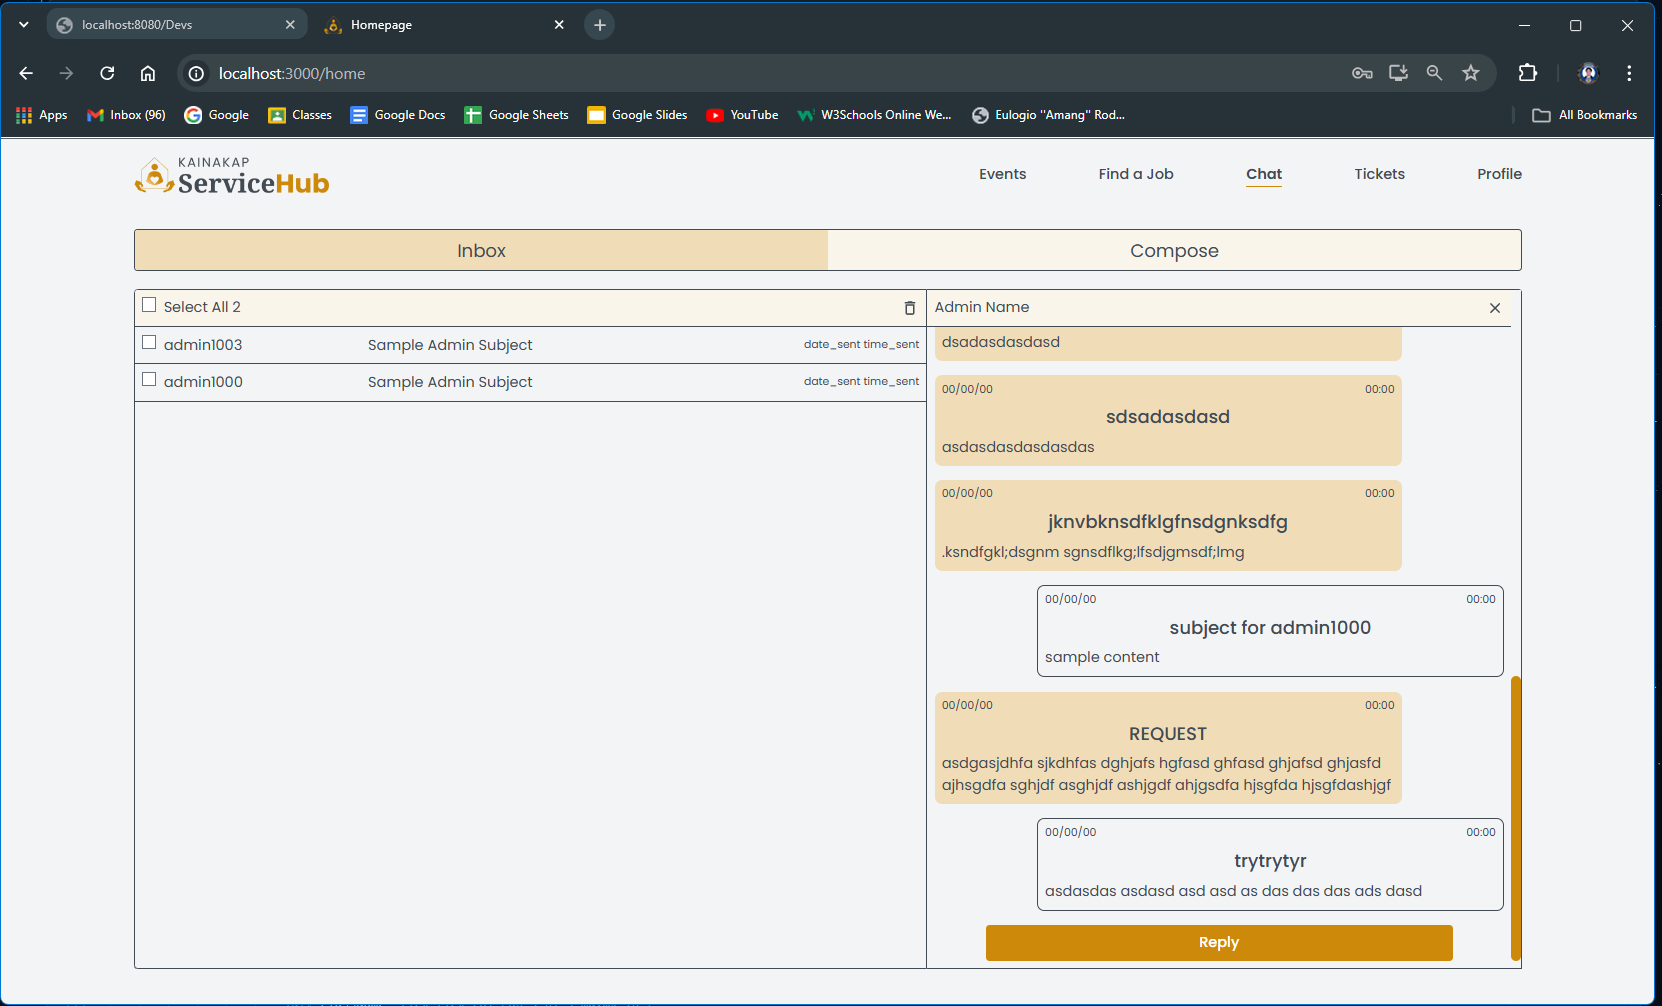 localhost:8080/Devs
Homepage
localhost:3000/home
Apps
Inbox (96)
Google
Classes
Google Docs
Google Sheets
Google Slides
YouTube
W3Schools Online We...
Eulogio "Amang" Rod...
All Bookmarks
KAINAKAP
ServiceHub
Events
Find a Job
Chat
Tickets
Profile
Inbox
Compose
Select All 2
admin1003 Sample Admin Subject date_sent time_sent
admin1000 Sample Admin Subject date_sent time_sent
Admin Name
dsadasdasdasd
00/00/00 00:00
sdsadasdasd
asdasdasdasdasdas
00/00/00 00:00
jknvbknsdfklgfnsdgnksdfg
.ksndfgkl;dsgnm sgnsdflkg;lfsdjgmsdf;lmg
00/00/00 00:00
subject for admin1000
sample content
00/00/00 00:00
REQUEST
asdgasjdhfa sjkdhfas dghjafs hgfasd ghfasd ghjafsd ghjasfd
ajhsgdfa sghjdf asghjdf ashjgdf ahjgsdfa hjsgfda hjsgfdashjgf
00/00/00 00:00
trytrytyr
asdasdas asdasd asd asd as das das das ads dasd
Reply